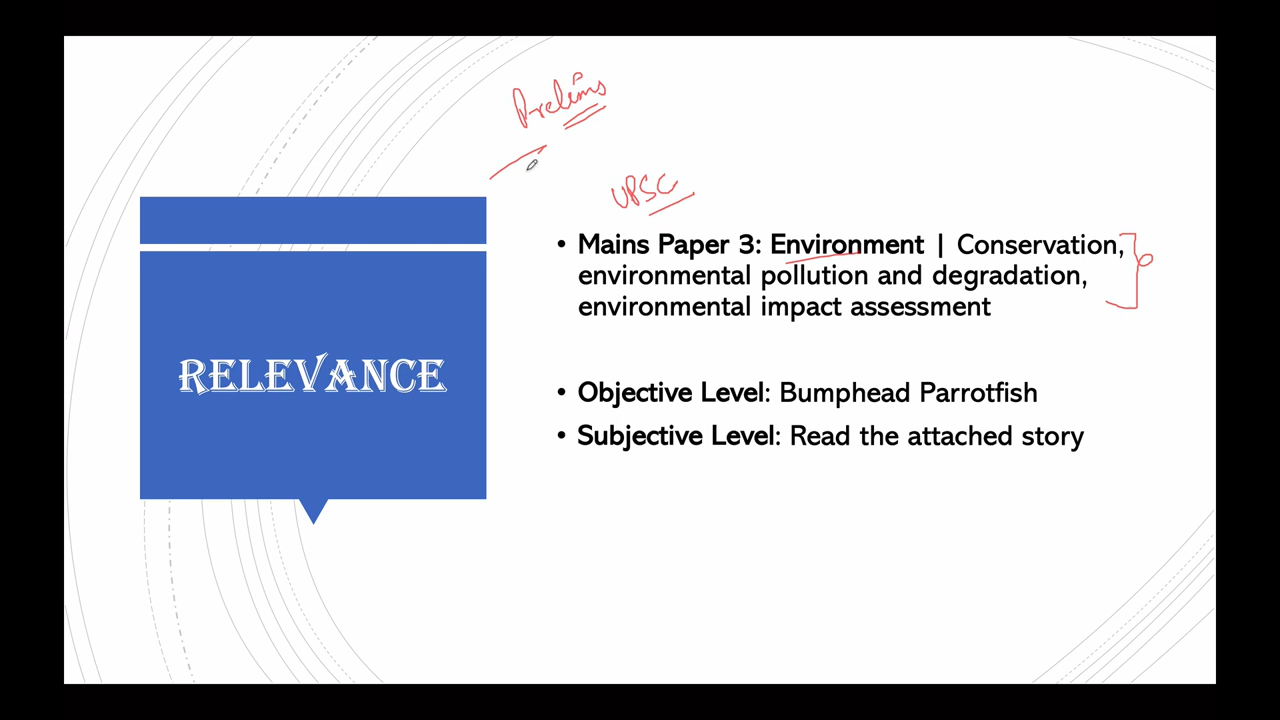 Prelims
UPSC
RELEVANCE
• Mains Paper 3: Environment | Conservation,
environmental pollution and degradation,
environmental impact assessment
• Objective Level: Bumphead Parrotfish
• Subjective Level: Read the attached story